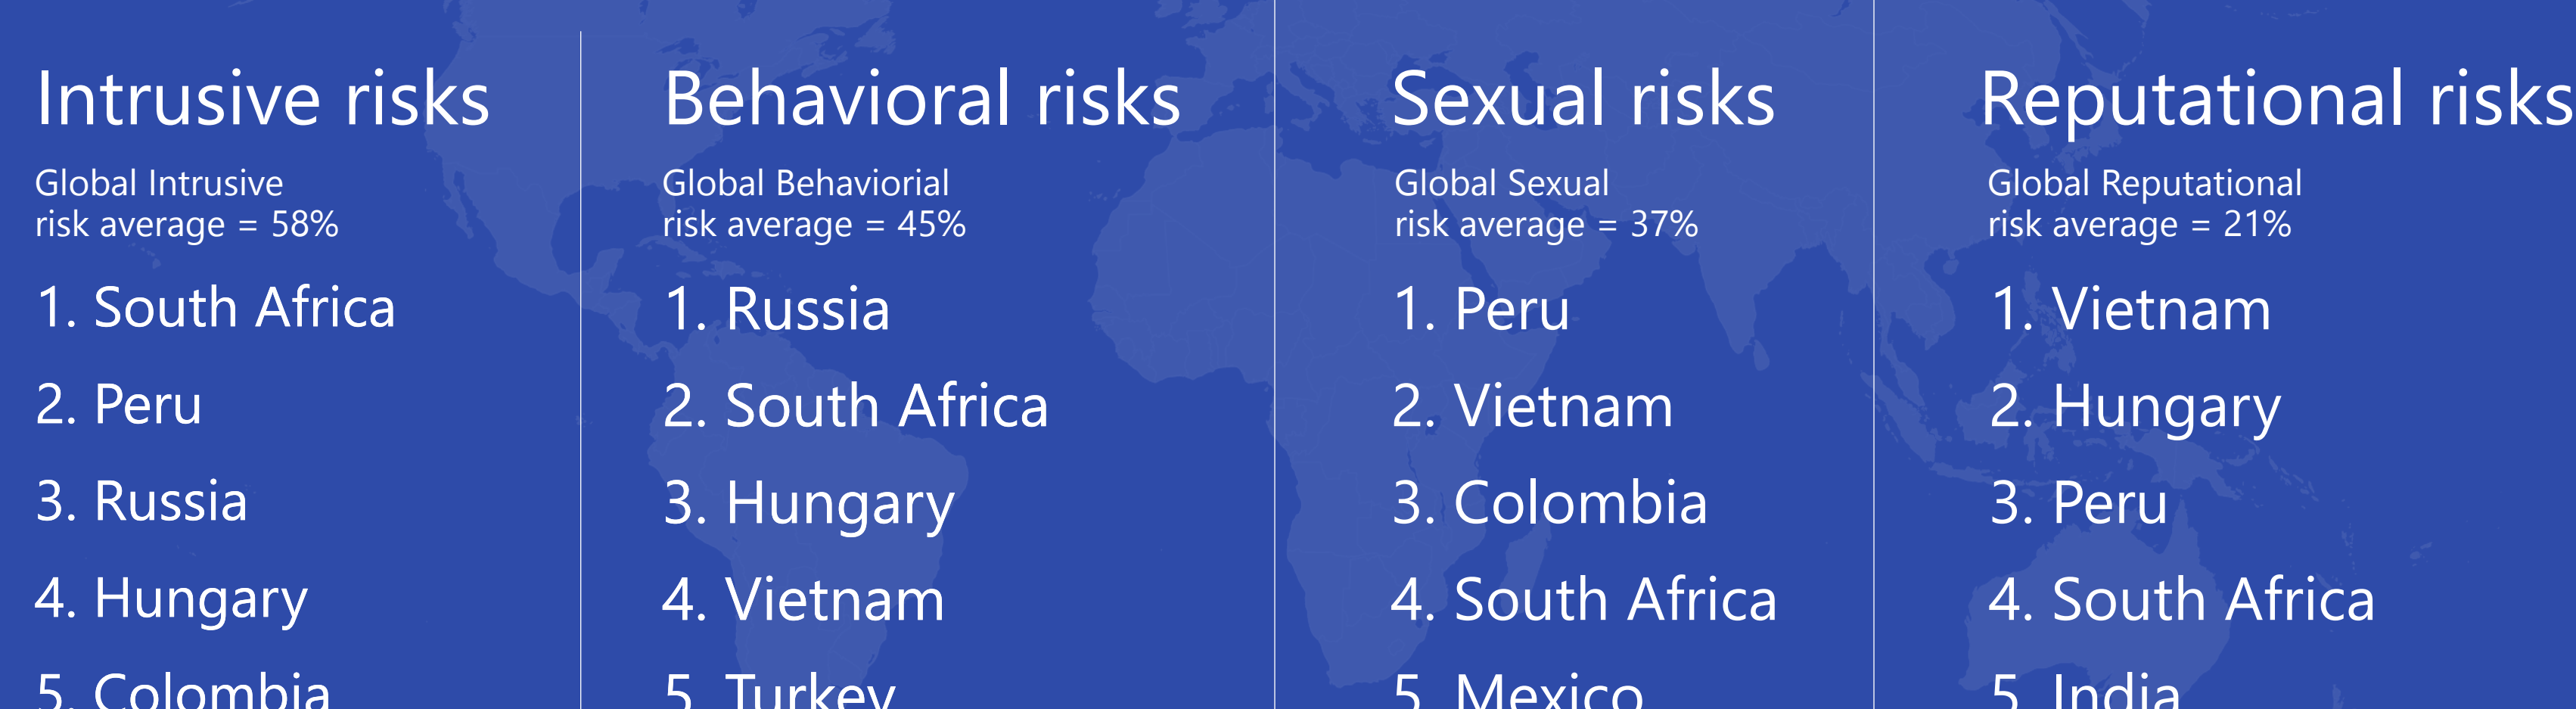 Intrusive risks
Global Intrusive
risk average = 58%
1. South Africa
2. Peru
3. Russia
4. Hungary
5. Colombia
Behavioral risks
Global Behaviorial
risk average = 45%
1. Russia
2. South Africa
3. Hungary
4. Vietnam
5. Turkey
Sexual risks
Global Sexual
risk average = 37%
1. Peru
2. Vietnam
3. Colombia
4. South Africa
5. Mexico
Reputational risks
Global Reputational
risk average = 21%
1. Vietnam
2. Hungary
3. Peru
4. South Africa
5. India